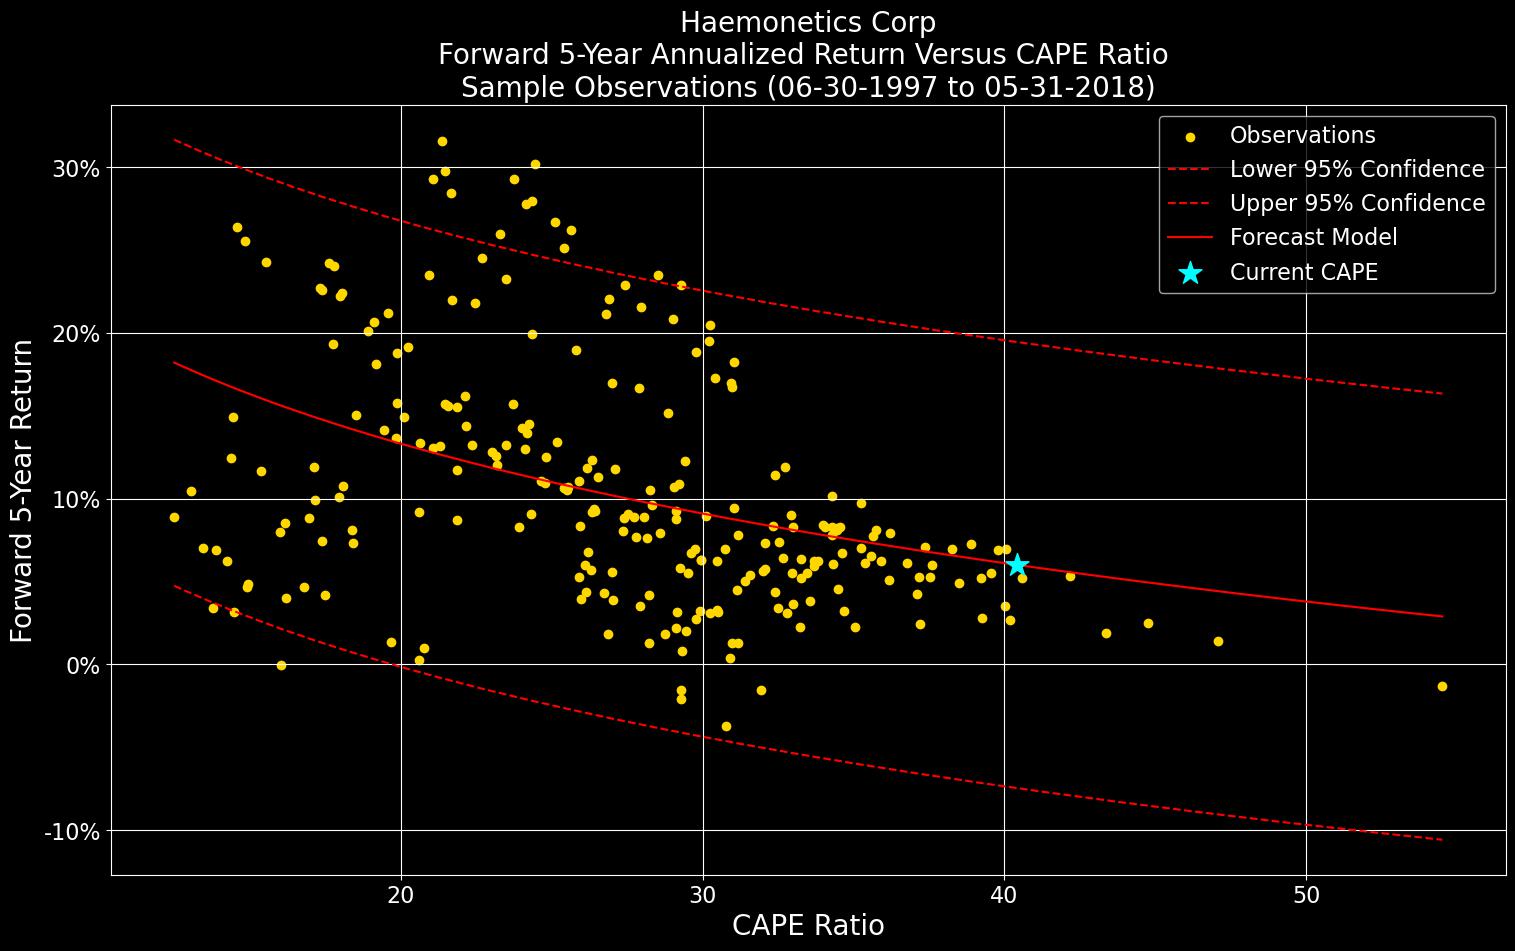 Haemonetics Corp
Forward 5-Year Annualized Return Versus CAPE Ratio
Sample Observations (06-30-1997 to 05-31-2018)
Observations
Lower 95% Confidence
Upper 95% Confidence
Forecast Model
Current CAPE
30%
20%
10%
0%
-10%
Forward 5-Year Return
20
30
40
50
CAPE Ratio